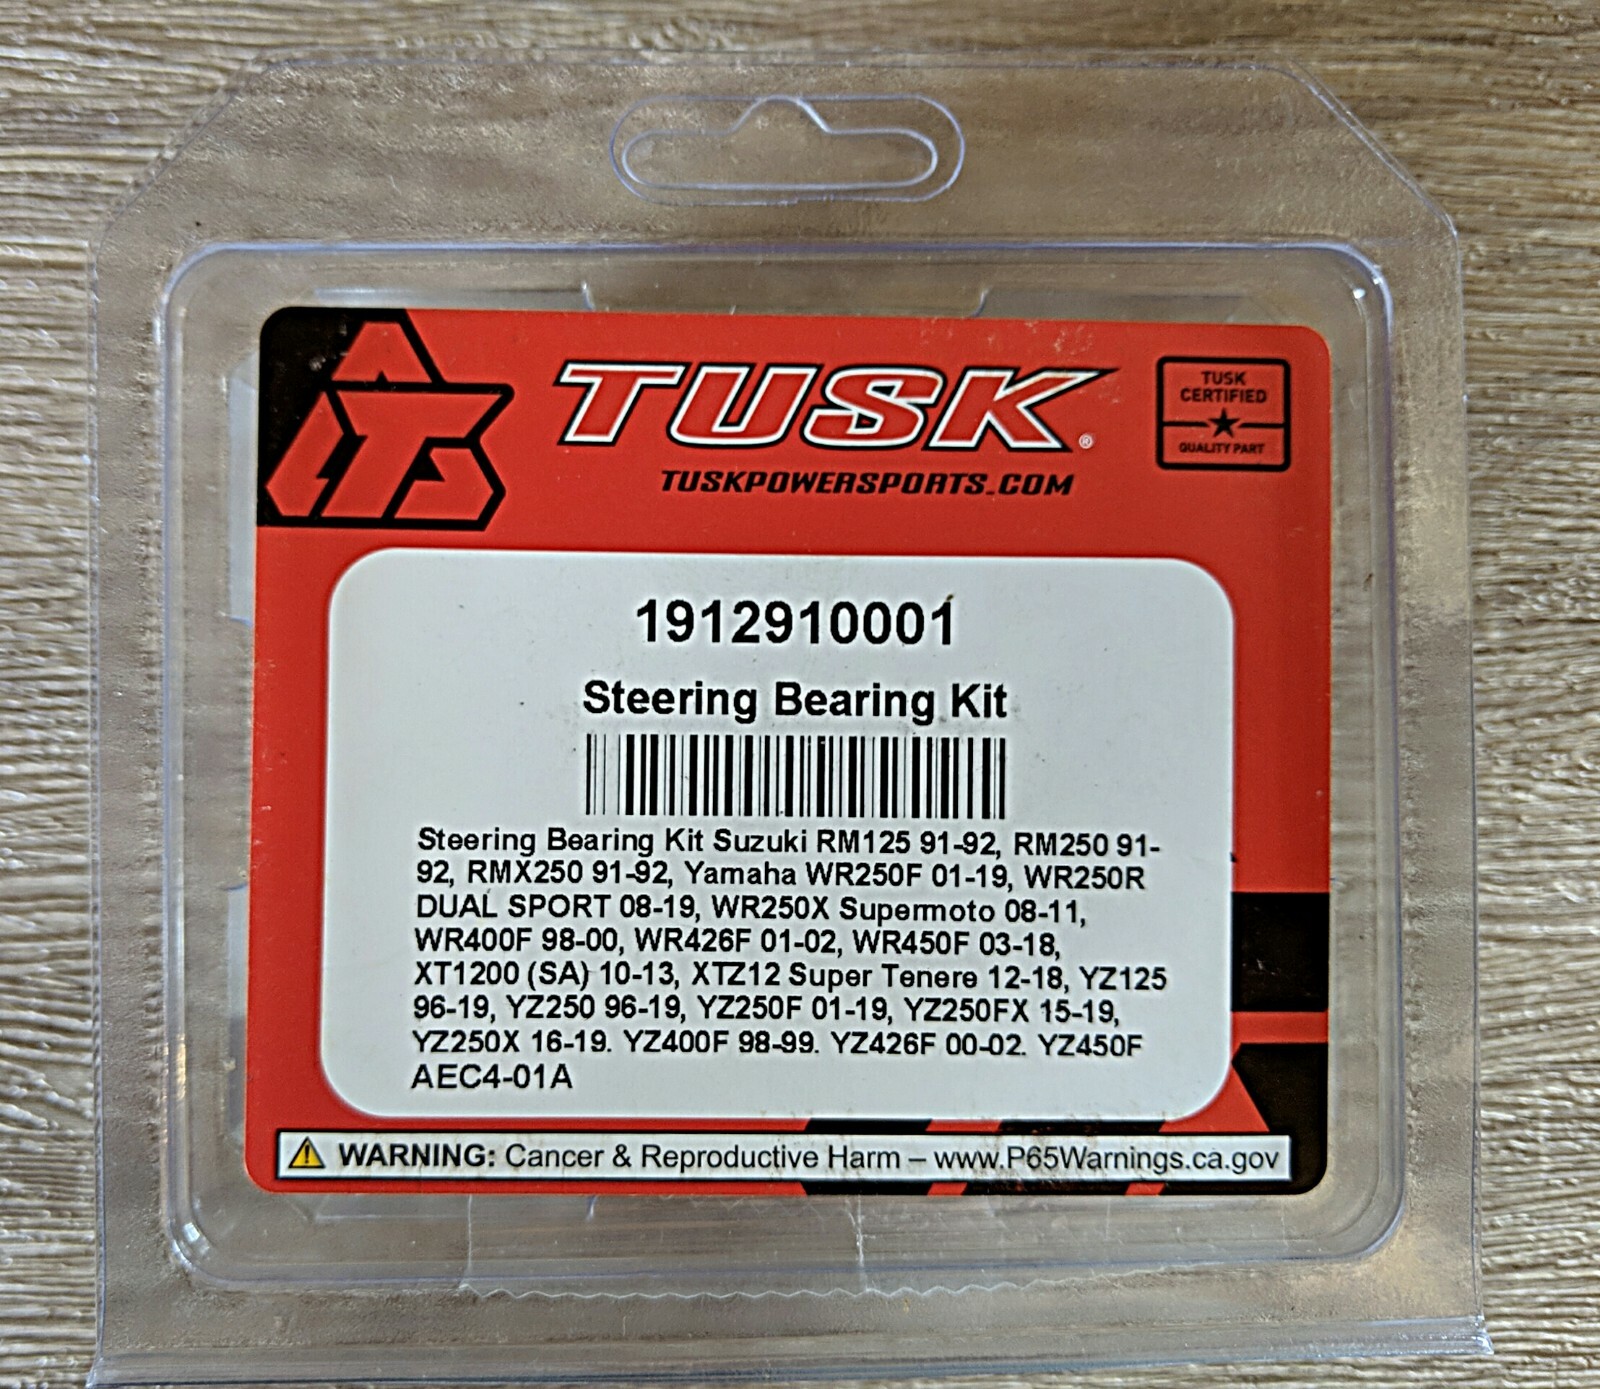 TUSK®
TUSKPOWERSPORTS.COM
TUSK
CERTIFIED
QUALITY PART
1912910001
Steering Bearing Kit
Steering Bearing Kit Suzuki RM125 91-92, RM250 91-
92, RMX250 91-92, Yamaha WR250F 01-19, WR250R
DUAL SPORT 08-19, WR250X Supermoto 08-11,
WR400F 98-00, WR426F 01-02, WR450F 03-18,
XT1200 (SA) 10-13, XTZ12 Super Tenere 12-18, YZ125
96-19, YZ250 96-19, YZ250F 01-19, YZ250FX 15-19,
YZ250X 16-19. YZ400F 98-99. YZ426F 00-02. YZ450F
AEC4-01A
WARNING: Cancer & Reproductive Harm – www.P65Warnings.ca.gov